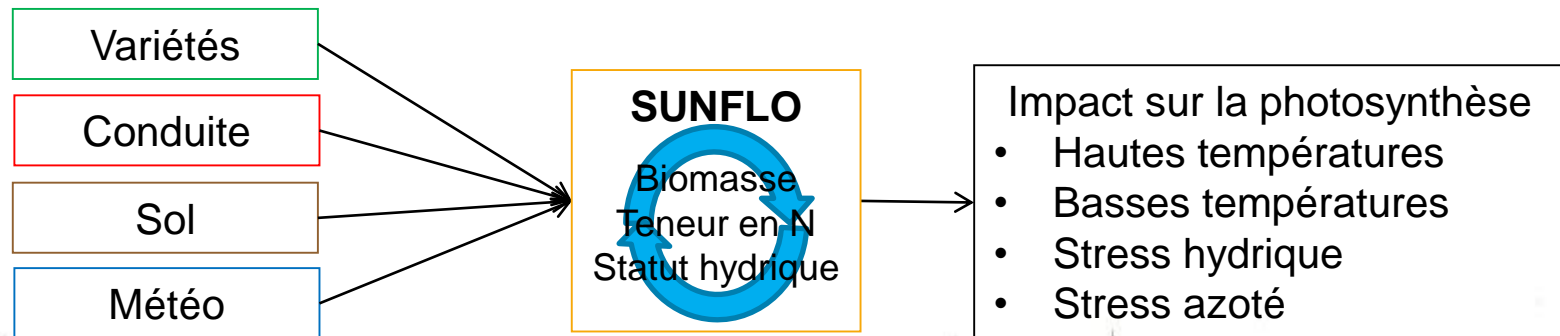 Variétés
Conduite
Sol
Météo
SUNFLO
Biomasse
Teneur en N
Statut hydrique
Impact sur la photosynthèse
• Hautes températures
• Basses températures
• Stress hydrique
• Stress azoté